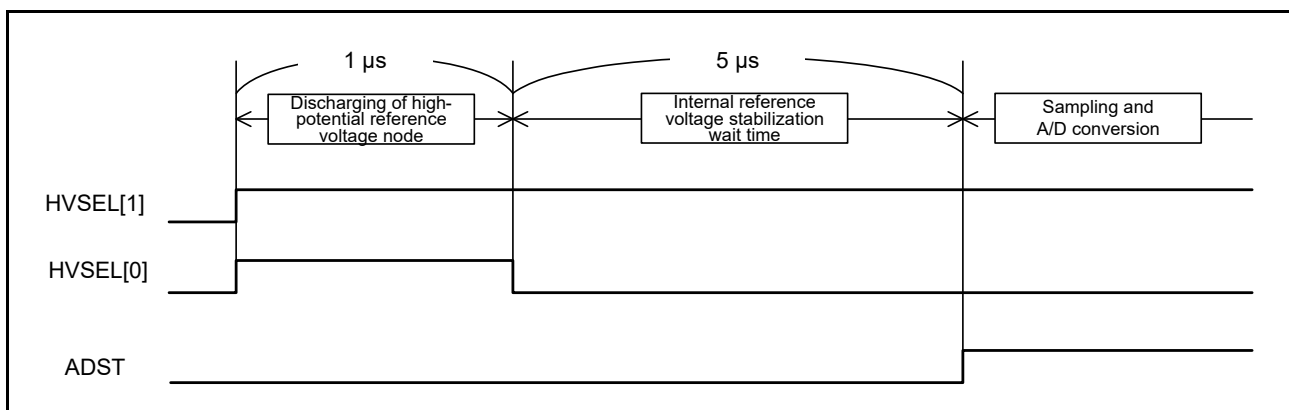 1 µs
5 µs
Discharging of high-
potential reference
voltage node
Internal reference
voltage stabilization
wait time
Sampling and
A/D conversion
HVSEL[1]
HVSEL[0]
ADST